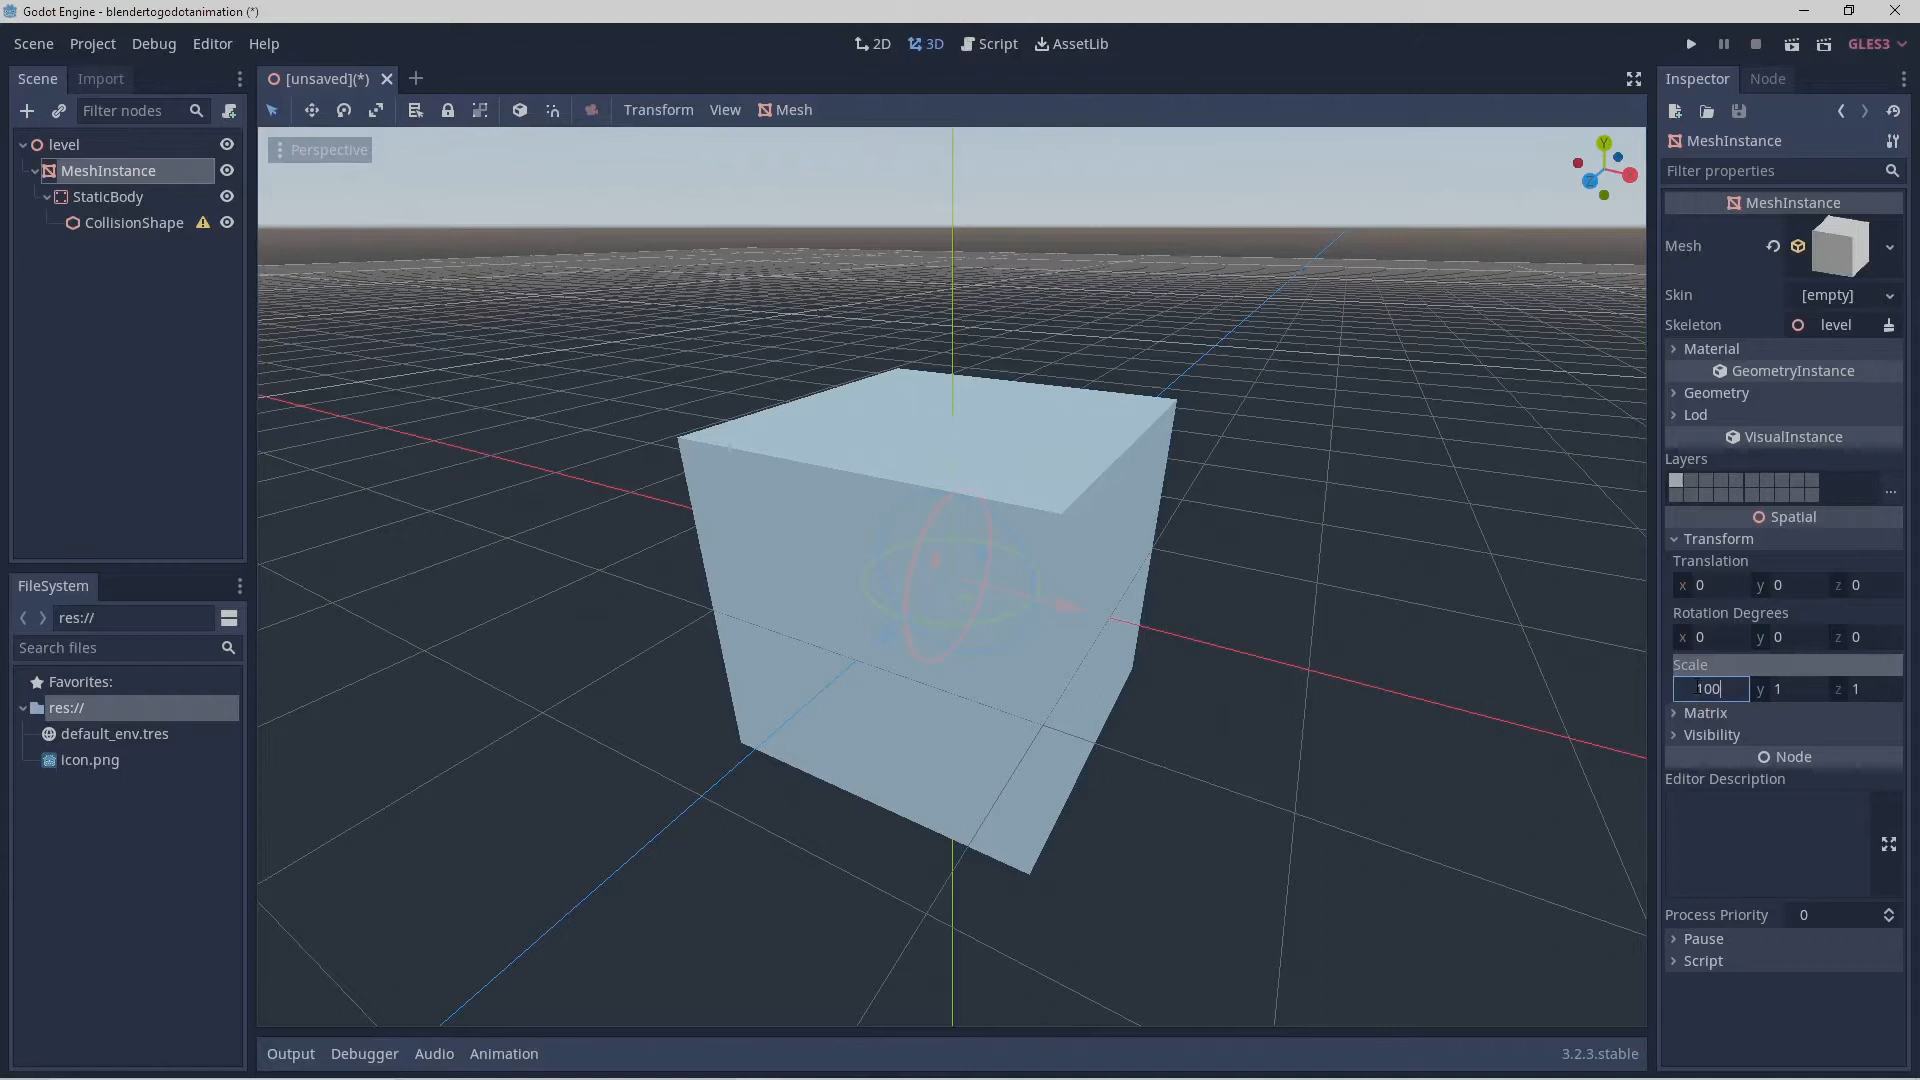 Godot Engine - blendertogodotanimation (*)
Scene Project Debug Editor Help
2D 3D Script AssetLib
GLES3
Scene Import
[unsaved](*)
Inspector Node
Filter nodes
Transform View Mesh
level
MeshInstance
StaticBody
CollisionShape
Perspective
Y
X
Z
MeshInstance
Filter properties
MeshInstance
Mesh
Skin [empty]
Skeleton level
Material
GeometryInstance
Geometry
Lod
VisualInstance
Layers
...
Spatial
Transform
Translation
x 0 y 0 z 0
Rotation Degrees
x 0 y 0 z 0
Scale
100 y 1 z 1
Matrix
Visibility
Node
Editor Description
Process Priority 0
Pause
Script
FileSystem
res://
Search files
Favorites:
res://
default_env.tres
icon.png
Output Debugger Audio Animation
3.2.3.stable